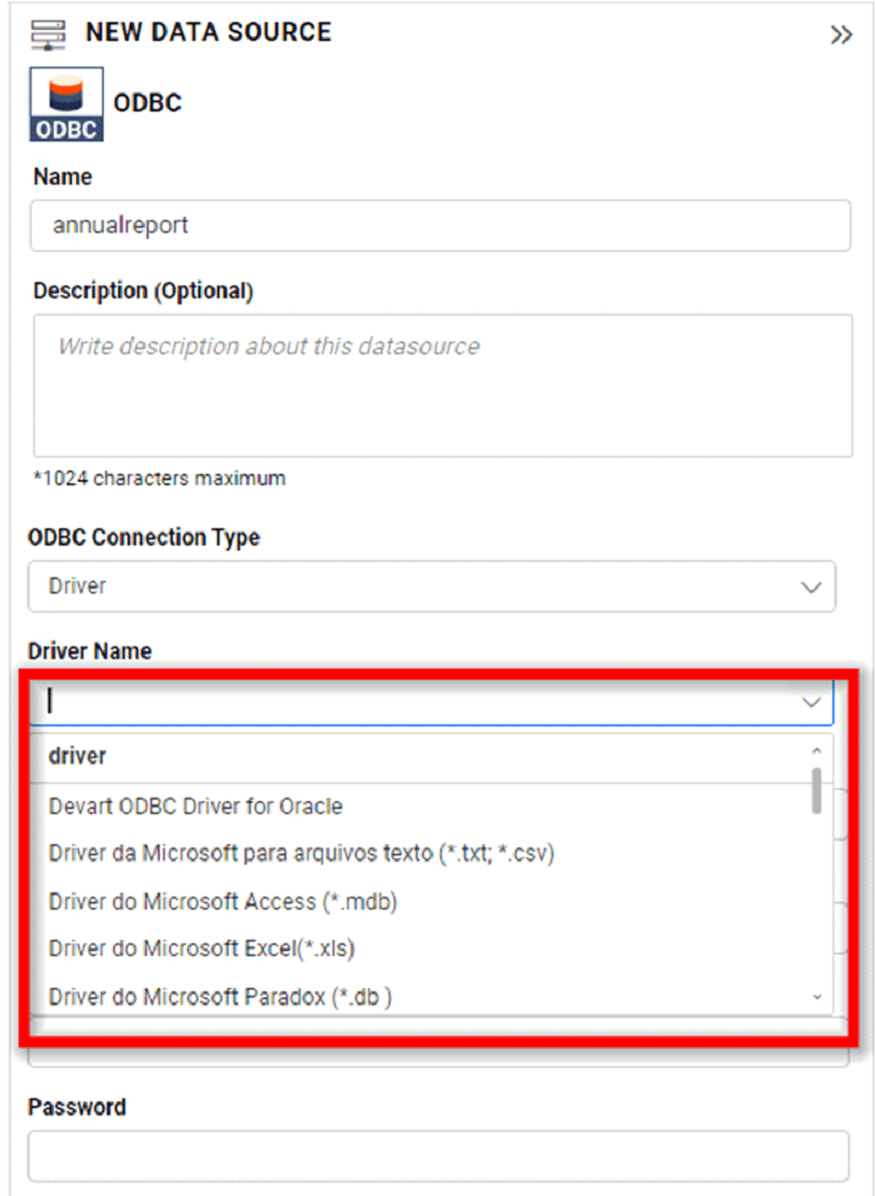 NEW DATA SOURCE
ODBC
ODBC
Name
annualreport
Description (Optional)
Write description about this datasource
*1024 characters maximum
ODBC Connection Type
Driver
Driver Name
driver
Devart ODBC Driver for Oracle
Driver da Microsoft para arquivos texto (*.txt; *.csv)
Driver do Microsoft Access (*.mdb)
Driver do Microsoft Excel(*.xls)
Driver do Microsoft Paradox (*.db )
Password